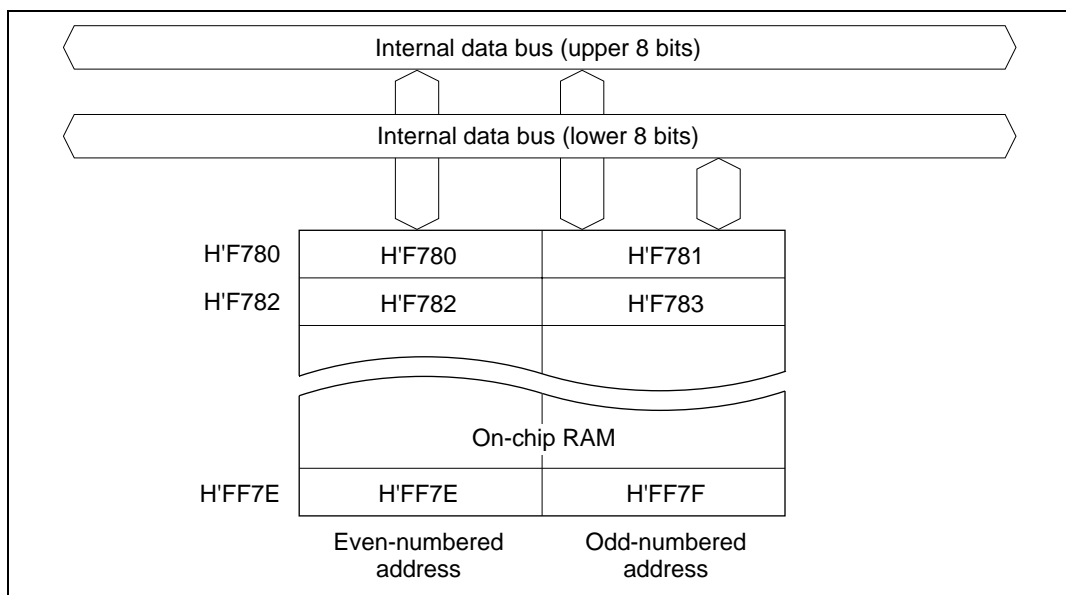 Internal data bus (upper 8 bits)
Internal data bus (lower 8 bits)
H'F780 H'F780 H'F781
H'F782 H'F782 H'F783
On-chip RAM
H'FF7E H'FF7E H'FF7F
Even-numbered address
Odd-numbered address